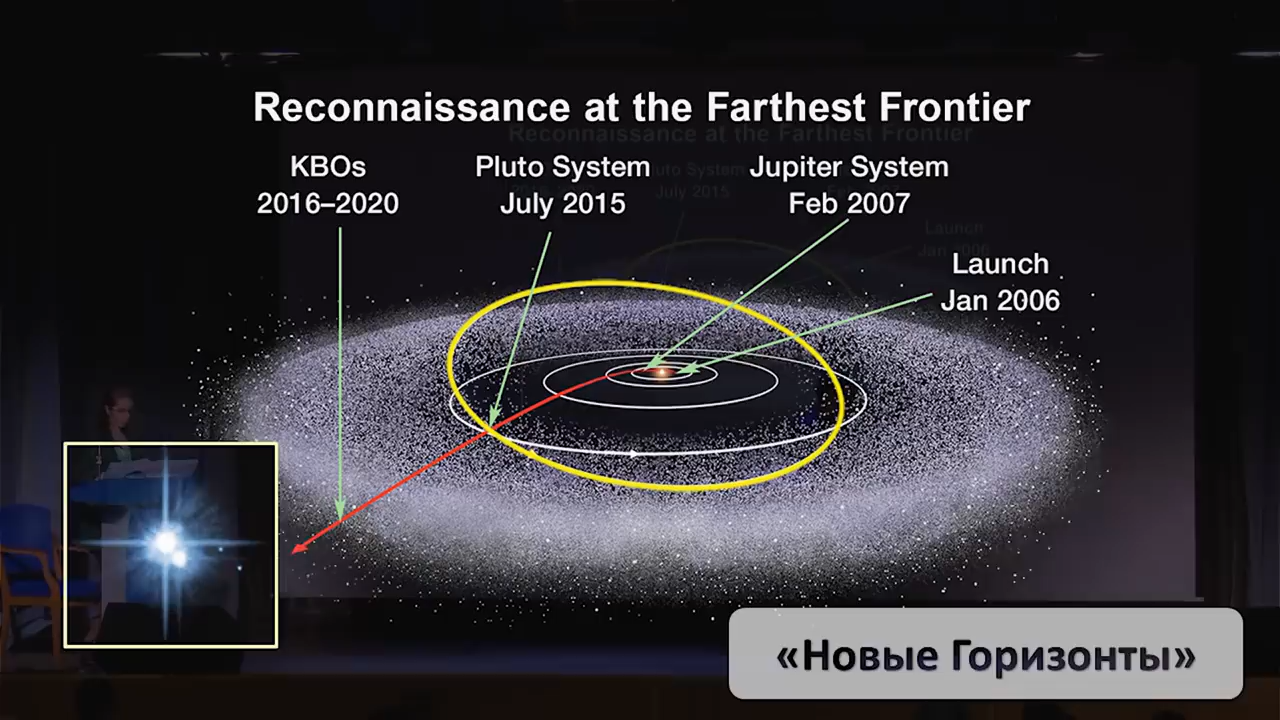 Reconnaissance at the Farthest Frontier
KBOs
2016–2020
Pluto System
July 2015
Jupiter System
Feb 2007
Launch
Jan 2006
«Новые Горизонты»